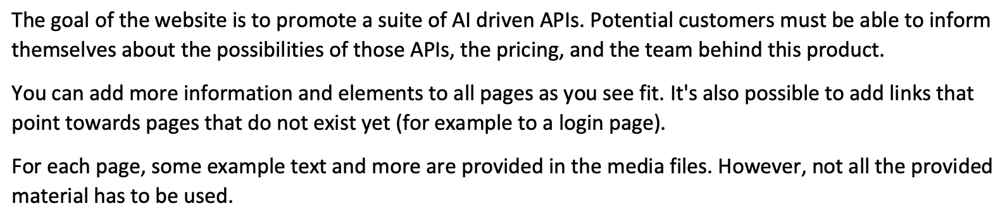 The goal of the website is to promote a suite of AI driven APIs. Potential customers must be able to inform
themselves about the possibilities of those APIs, the pricing, and the team behind this product.
You can add more information and elements to all pages as you see fit. It's also possible to add links that
point towards pages that do not exist yet (for example to a login page).
For each page, some example text and more are provided in the media files. However, not all the provided
material has to be used.